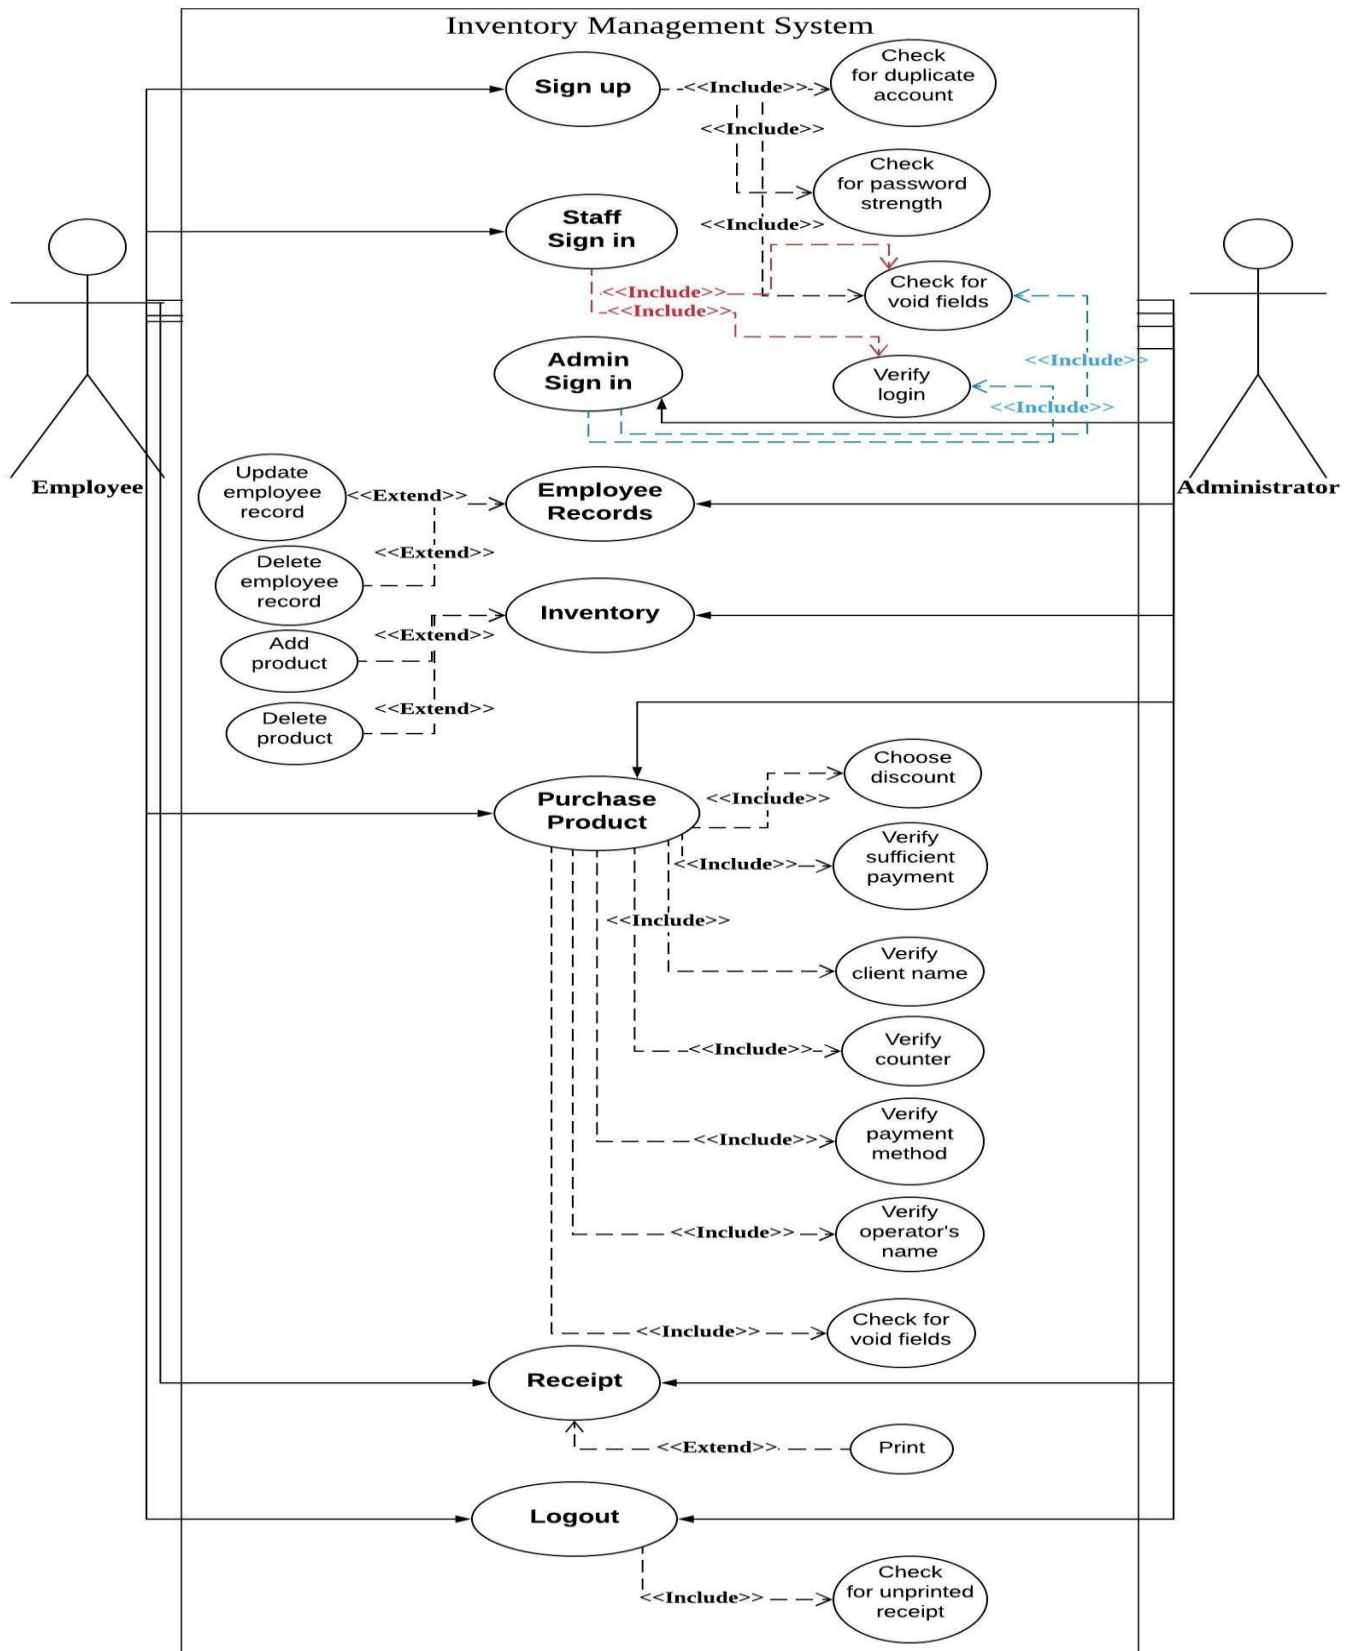 Inventory Management System
Sign up
<<Include>>
Check
for duplicate
account
<<Include>>
Check
for password
strength
Staff
Sign in
<<Include>>
Check for
void fields
<<Include>>
<<Include>>
Admin
Sign in
Verify
login
<<Include>>
<<Include>>
Employee
Administrator
Update
employee
record
<<Extend>>
Employee
Records
<<Extend>>
Delete
employee
record
Inventory
<<Extend>>
Add
product
<<Extend>>
Delete
product
Choose
discount
Purchase
Product
<<Include>>
Verify
sufficient
payment
<<Include>>
<<Include>>
Verify
client name
Verify
counter
<<Include>>
Verify
payment
method
<<Include>>
Verify
operator's
name
<<Include>>
Check for
void fields
<<Include>>
Receipt
<<Extend>>
Print
Logout
Check
for unprinted
receipt
<<Include>>